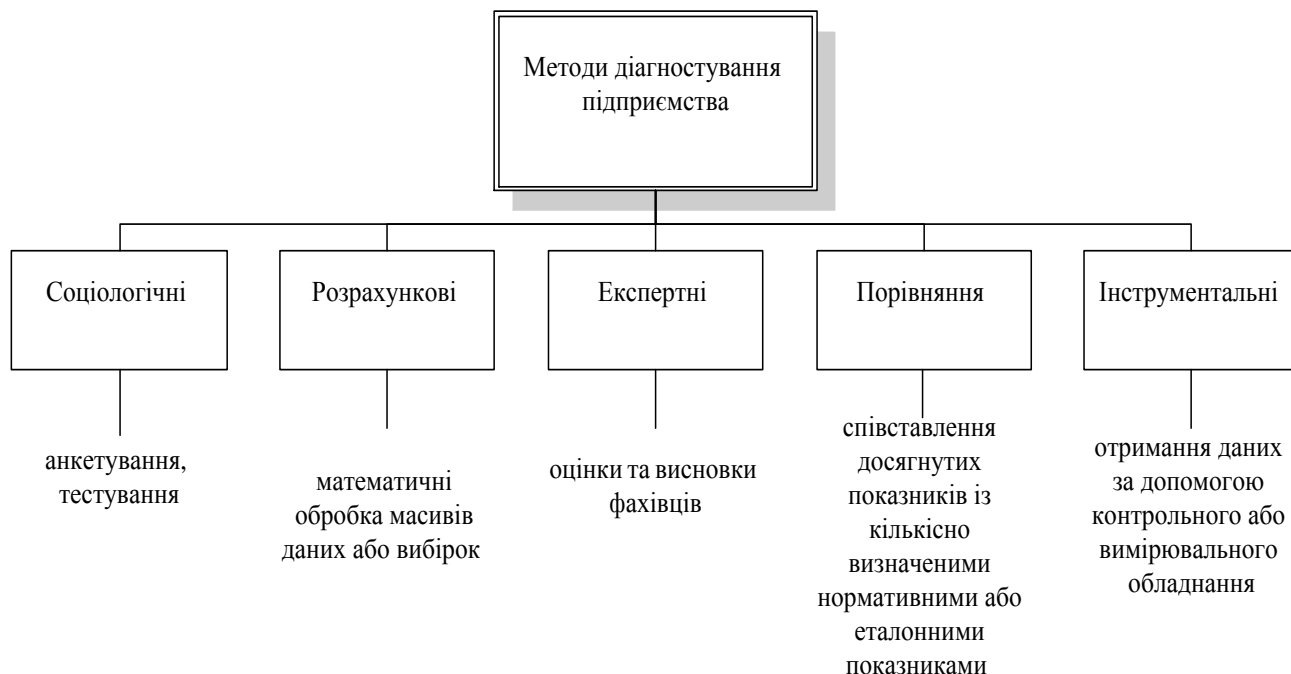 Методи діагностування
підприємства
Соціологічні
Розрахункові
Експертні
Порівняння
Інструментальні
анкетування,
тестування
математичні
обробка масивів
даних або вибірок
оцінки та висновки
фахівців
співставлення
досягнутих
показників із
кількісно
визначеними
нормативними або
еталонними
показниками
отримання даних
за допомогою
контрольного або
вимірювального
обладнання